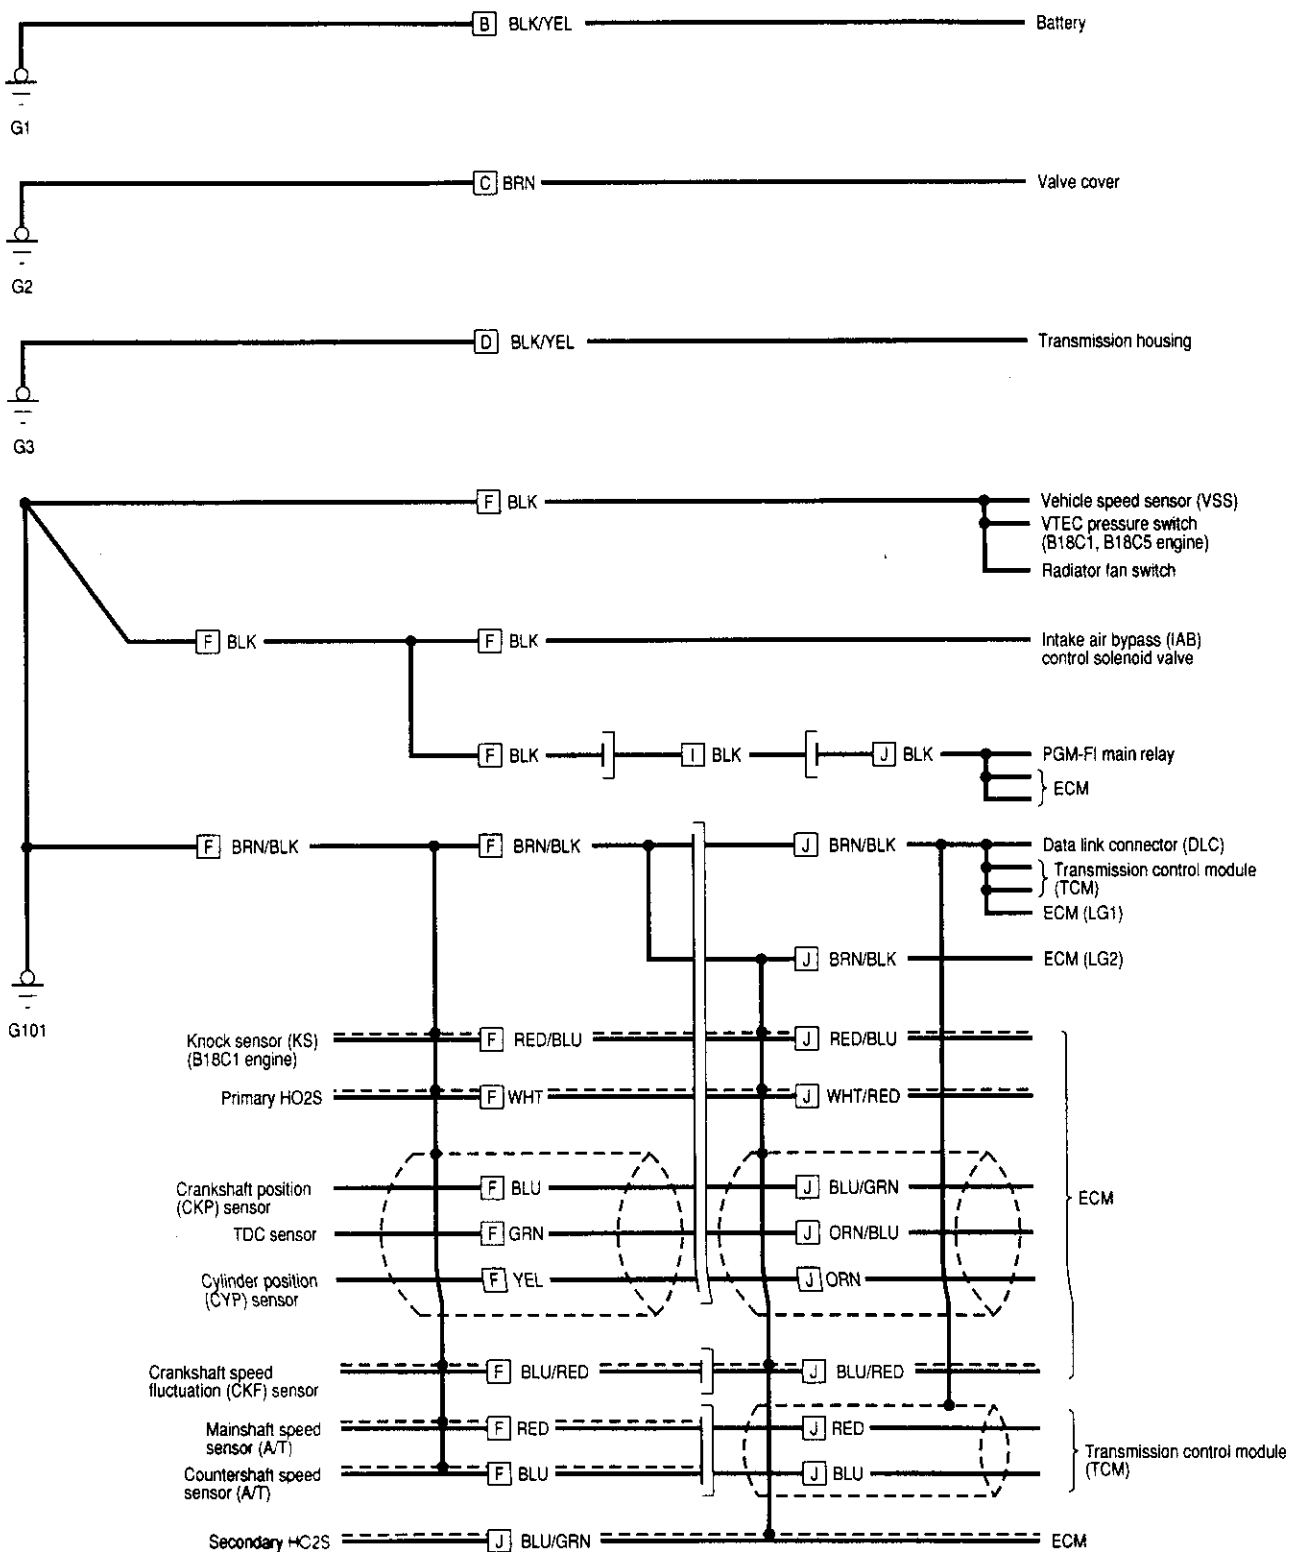 B BLK/YEL Battery
G1
C BRN Valve cover
G2
D BLK/YEL Transmission housing
G3
F BLK Vehicle speed sensor (VSS)
VTEC pressure switch
(B18C1, B18C5 engine)
Radiator fan switch
F BLK F BLK Intake air bypass (IAB)
control solenoid valve
F BLK I BLK J BLK PGM-FI main relay
ECM
F BRN/BLK F BRN/BLK J BRN/BLK Data link connector (DLC)
Transmission control module
(TCM)
ECM (LG1)
J BRN/BLK ECM (LG2)
G101
Knock sensor (KS) F RED/BLU J RED/BLU
(B18C1 engine)
Primary HO2S F WHT J WHT/RED
Crankshaft position F BLU J BLU/GRN
(CKP) sensor
ECM
TDC sensor F GRN J ORN/BLU
Cylinder position F YEL J ORN
(CYP) sensor
Crankshaft speed F BLU/RED J BLU/RED
fluctuation (CKF) sensor
Mainshaft speed F RED J RED
sensor (A/T)
Transmission control module
(TCM)
Countershaft speed F BLU J BLU
sensor (A/T)
Secondary HO2S J BLU/GRN ECM